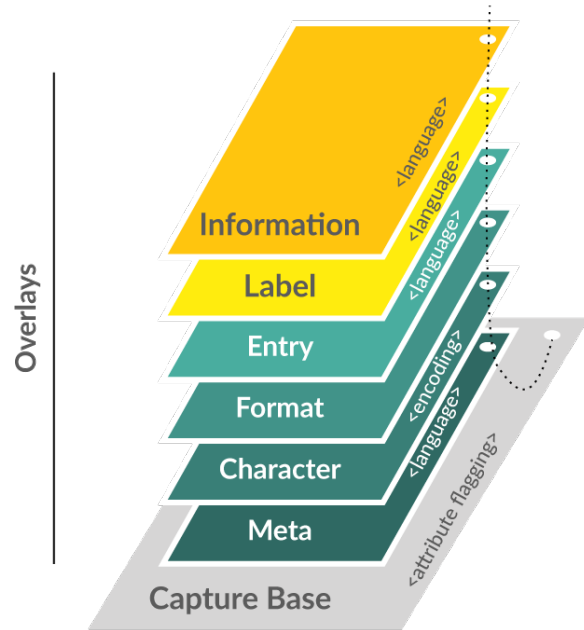 Overlays
<language>
Information
<language>
Label
<language>
Entry
Format
<encoding>
Character
<language>
Meta
<attribute flagging>
Capture Base